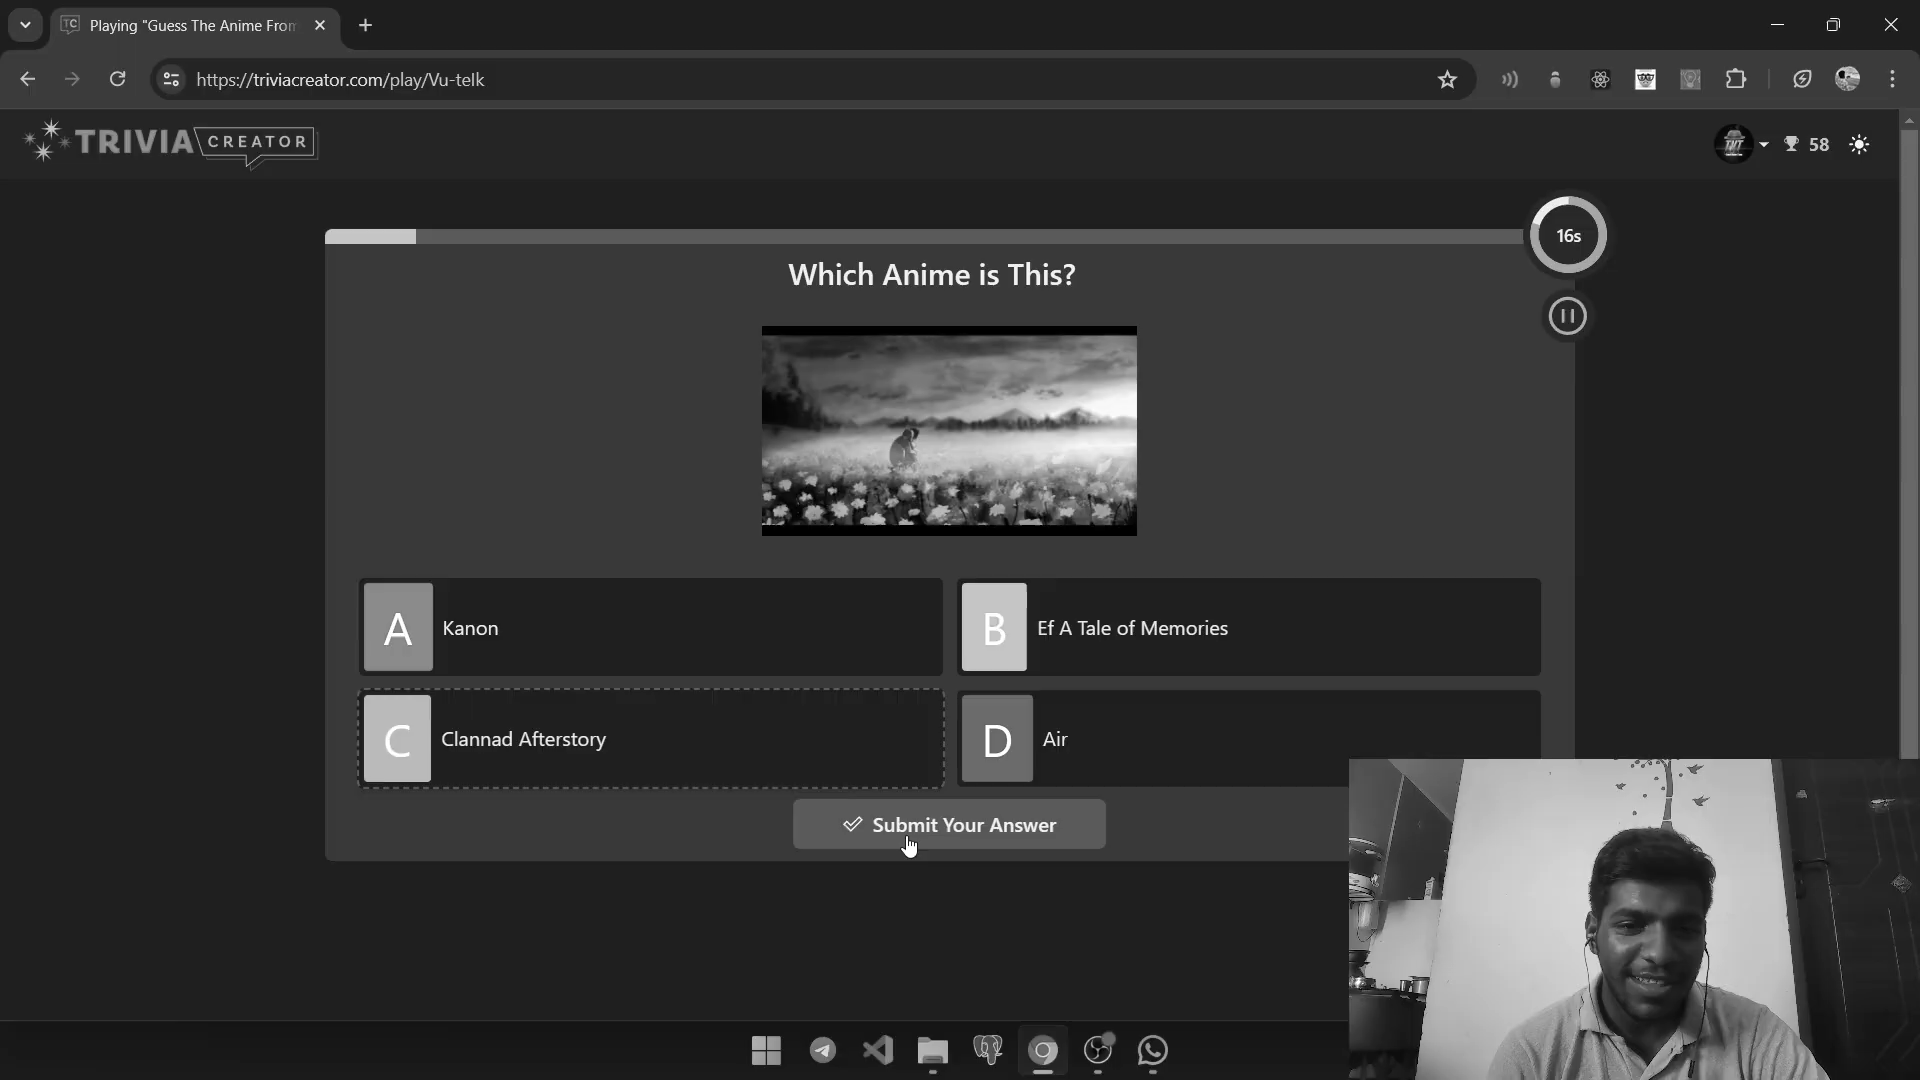 Playing "Guess The Anime From
https://triviacreator.com/play/Vu-telk
TRIVIA CREATOR
58
16s
Which Anime is This?
A Kanon
B Ef A Tale of Memories
C Clannad Afterstory
D Air
Submit Your Answer